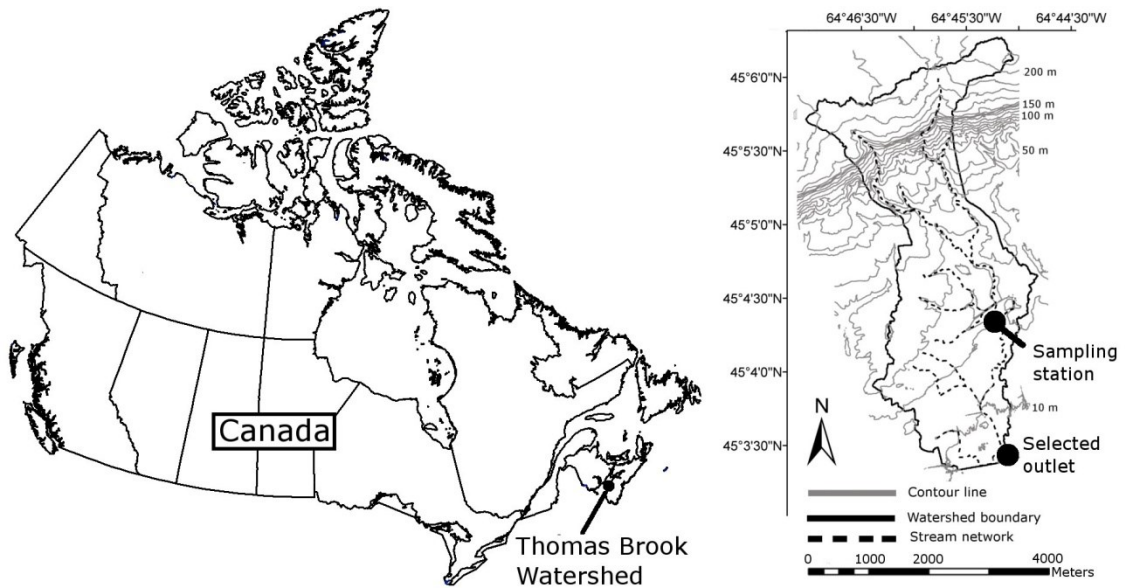 Canada
Thomas Brook
Watershed
64°46'30"W 64°45'30"W 64°44'30"W
45°6'0"N
45°5'30"N
45°5'0"N
45°4'30"N
45°4'0"N
45°3'30"N
200 m
150 m
100 m
50 m
Sampling
station
10 m
Selected
outlet
N
Contour line
Watershed boundary
Stream network
0 1000 2000 4000
Meters